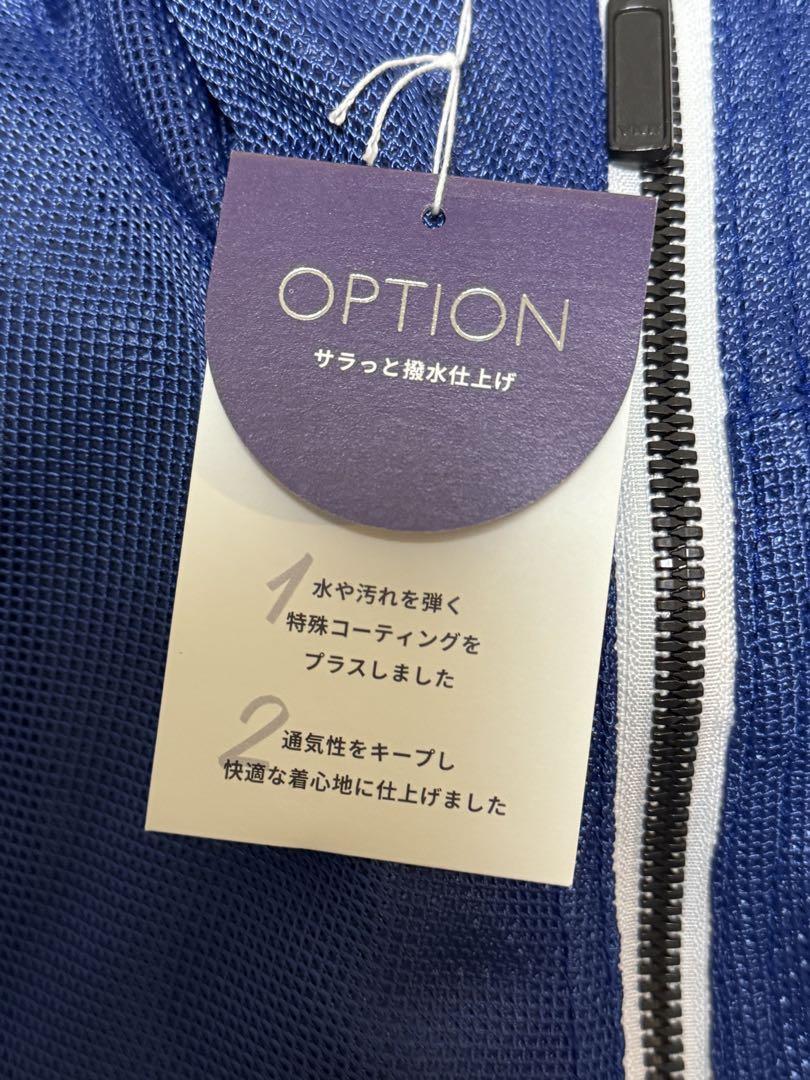 OPTION
サラっと撥水仕上げ
1 水や汚れを弾く
特殊コーティングを
プラスしました
2 通気性をキープし
快適な着心地に仕上げました